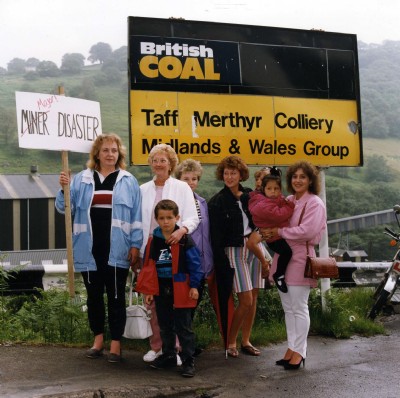 British
COAL
Taff Merthyr Colliery
Midlands & Wales Group
Major
MINER DISASTER